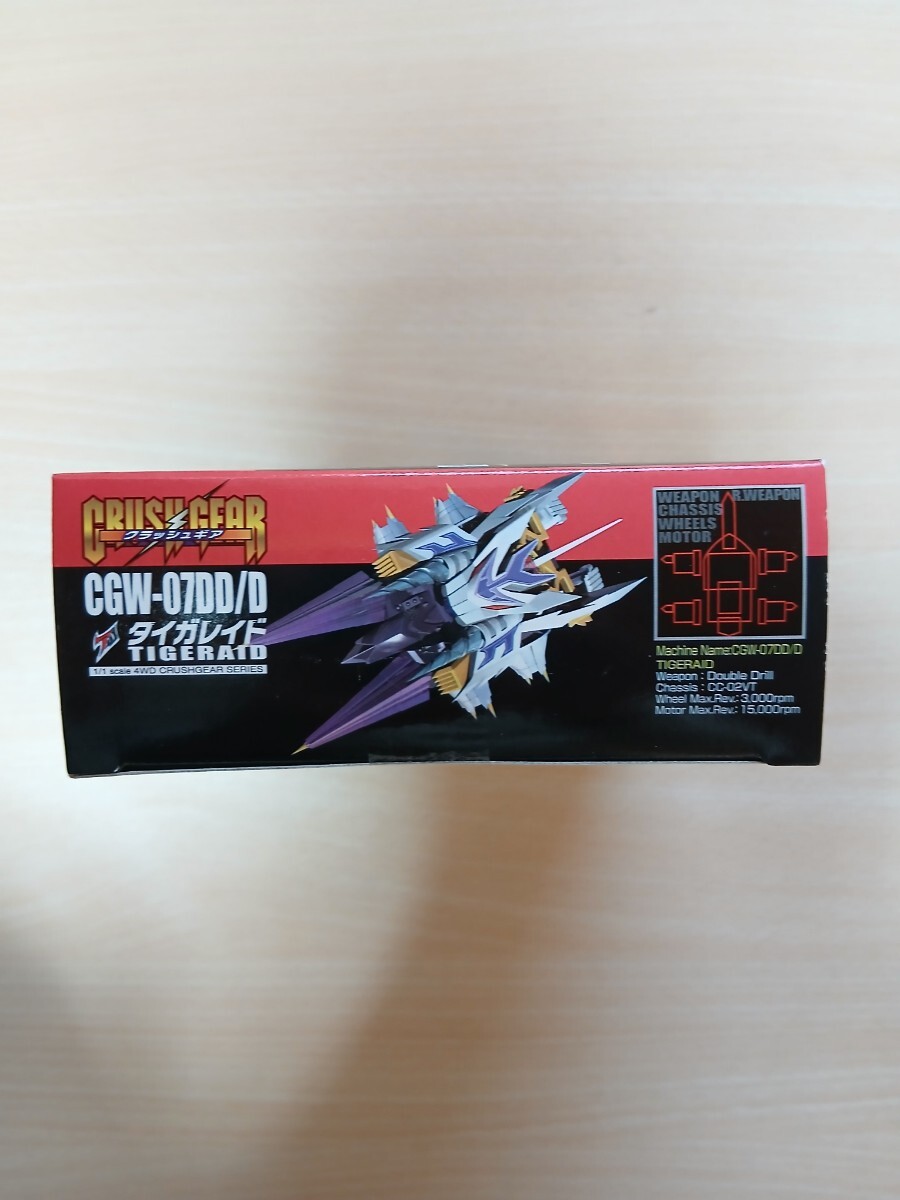 CRUSH GEAR
クラッシュギア
CGW-07DD/D
タイガレイド
TIGERAID
1/1 scale 4WD CRUSHGEAR SERIES
WEAPON R.WEAPON
CHASSIS
WHEELS
MOTOR
Machine Name:CGW-07DD/D
TIGERAID
Weapon : Double Drill
Chassis : CC-02VT
Wheel Max.Rev.: 3,000rpm
Motor Max.Rev.: 15,000rpm